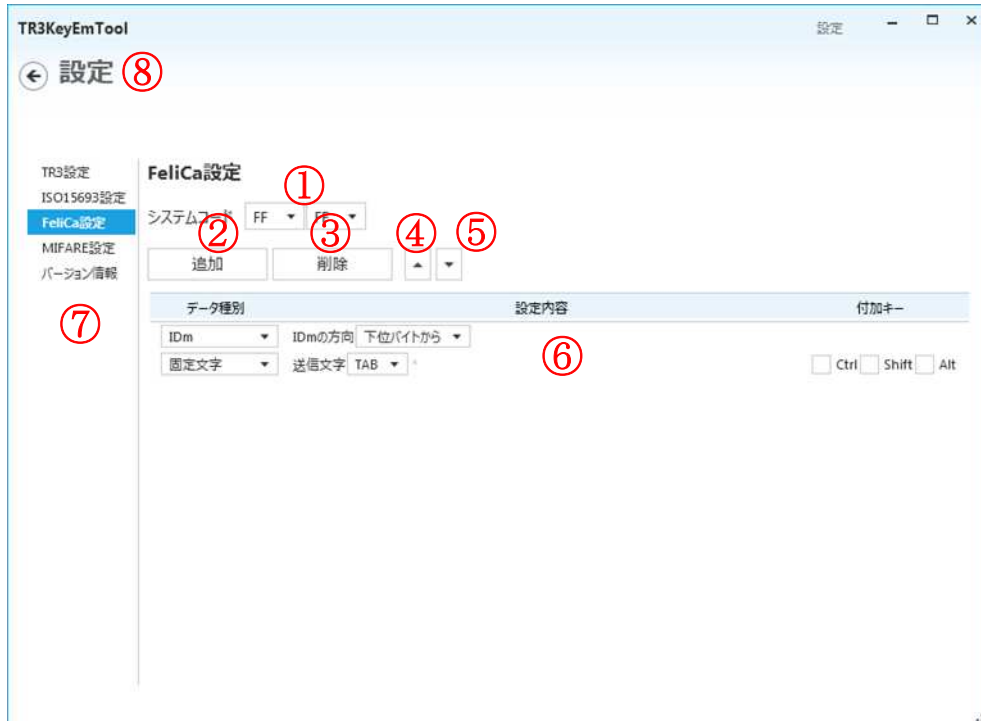 TR3KeyEmTool 設定
設定 ⑧
TR3設定
ISO15693設定
FeliCa設定
MIFARE設定
バージョン情報
⑦
FeliCa設定
①
システムコード FF FF
② ③ ④ ⑤
追加 削除
データ種別 設定内容 付加キー
IDm IDmの方向 下位バイトから
固定文字 送信文字 TAB Ctrl Shift Alt
⑥